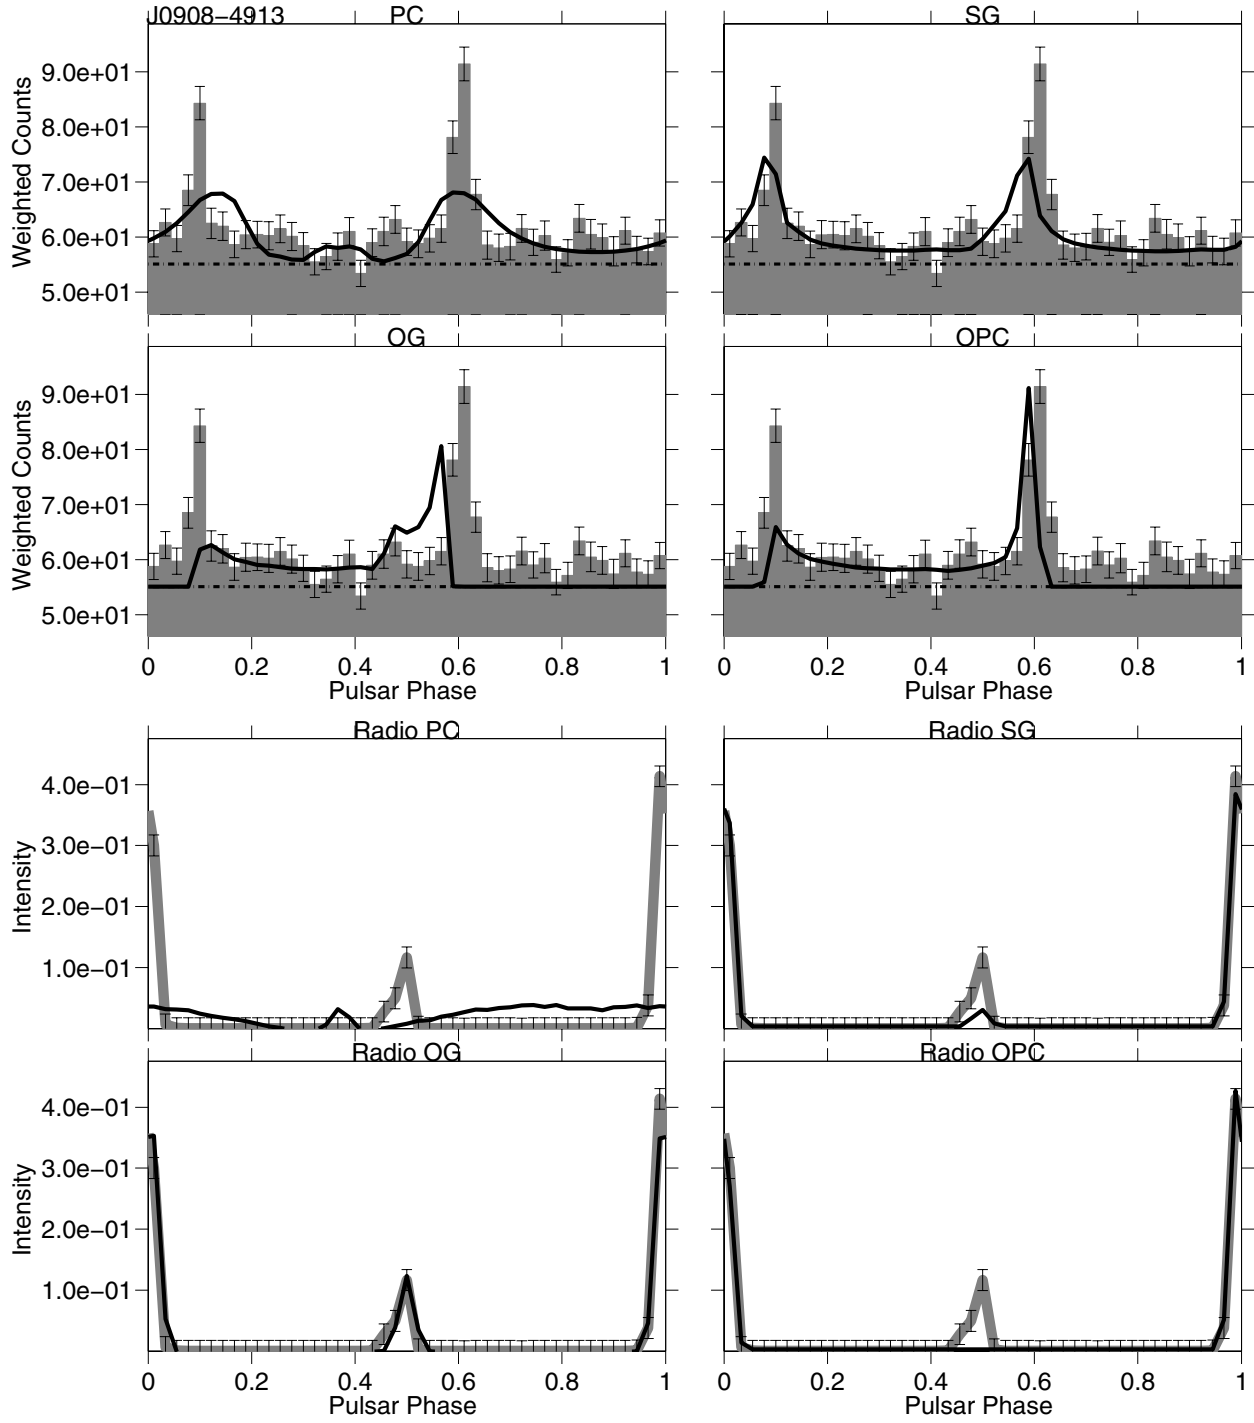 J0908−4913 PC SG
Weighted Counts
9.0e+01
8.0e+01
7.0e+01
6.0e+01
5.0e+01
OG OPC
Weighted Counts
9.0e+01
8.0e+01
7.0e+01
6.0e+01
5.0e+01
0 0.2 0.4 0.6 0.8 1 0 0.2 0.4 0.6 0.8 1
Pulsar Phase Pulsar Phase
Radio PC Radio SG
Intensity
4.0e−01
3.0e−01
2.0e−01
1.0e−01
Radio OG Radio OPC
Intensity
4.0e−01
3.0e−01
2.0e−01
1.0e−01
0 0.2 0.4 0.6 0.8 1 0 0.2 0.4 0.6 0.8 1
Pulsar Phase Pulsar Phase